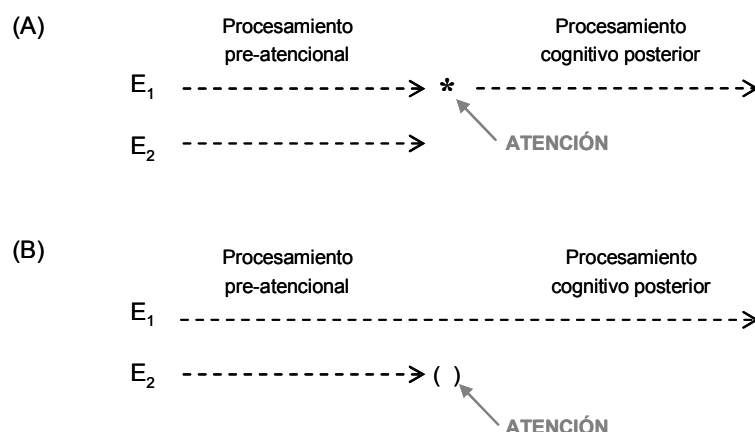 (A)
Procesamiento pre-atencional
Procesamiento cognitivo posterior
E1
*
E2
ATENCIÓN
(B)
Procesamiento pre-atencional
Procesamiento cognitivo posterior
E1
E2
( )
ATENCIÓN